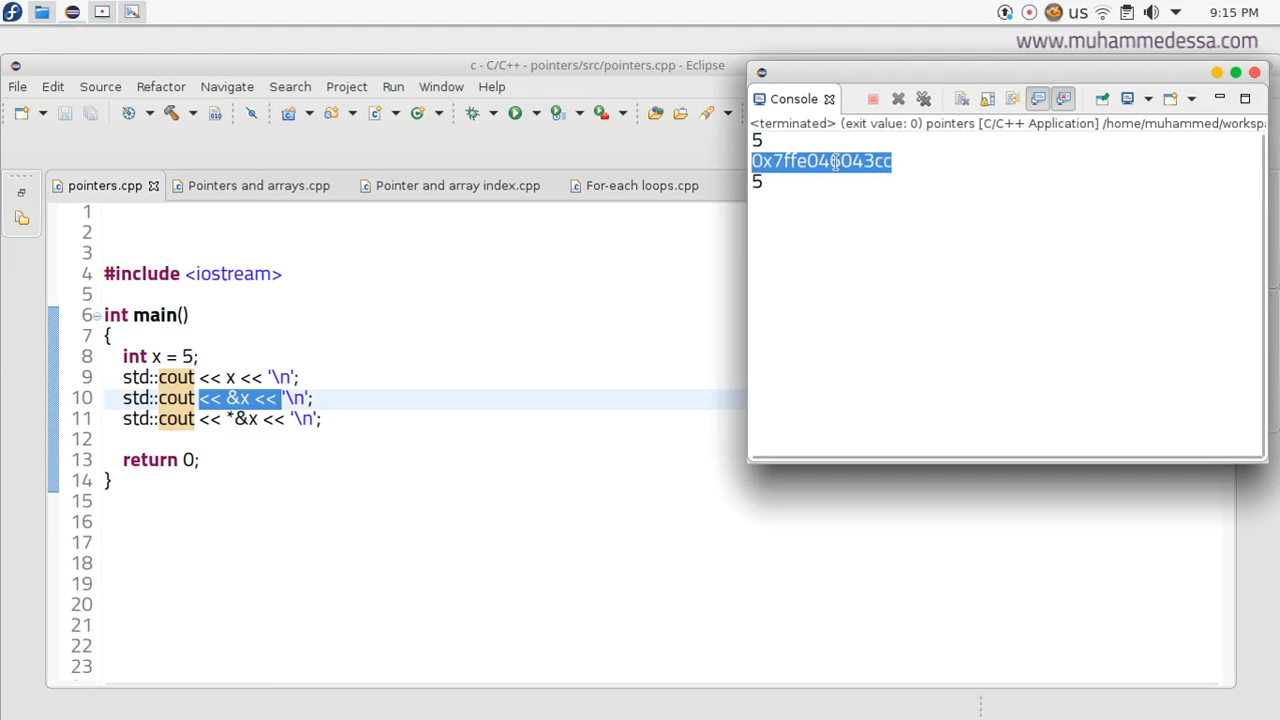 us
9:15 PM
www.muhammedessa.com
c - C/C++ - pointers/src/pointers.cpp - Eclipse
File Edit Source Refactor Navigate Search Project Run Window Help
pointers.cpp
Pointers and arrays.cpp
Pointer and array index.cpp
For-each loops.cpp
1
2
3
4 #include <iostream>
5
6 int main()
7 {
8 int x = 5;
9 std::cout << x << '\n';
10 std::cout << &x << '\n';
11 std::cout << *&x << '\n';
12
13 return 0;
14 }
15
16
17
18
19
20
21
22
23
Console
<terminated> (exit value: 0) pointers [C/C++ Application] /home/muhammed/workspa
5
0x7ffe046043cc
5